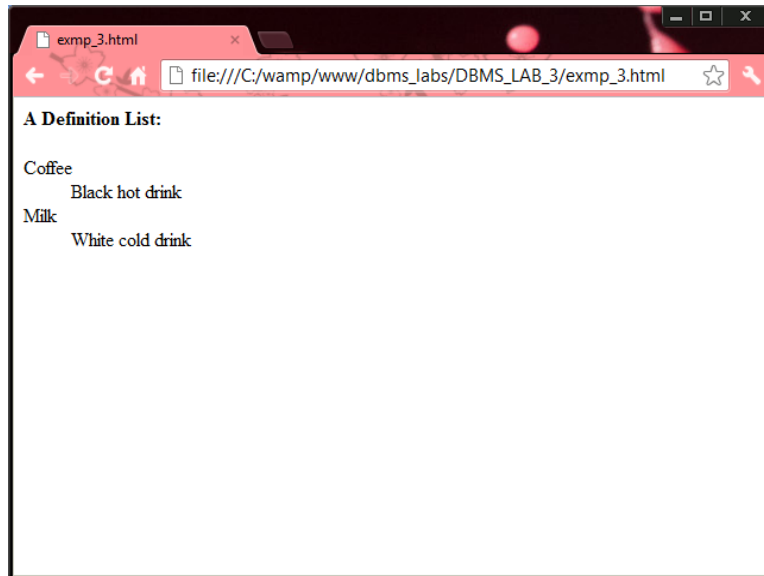 exmp_3.html
file:///C:/wamp/www/dbms_labs/DBMS_LAB_3/exmp_3.html
A Definition List:
Coffee
Black hot drink
Milk
White cold drink